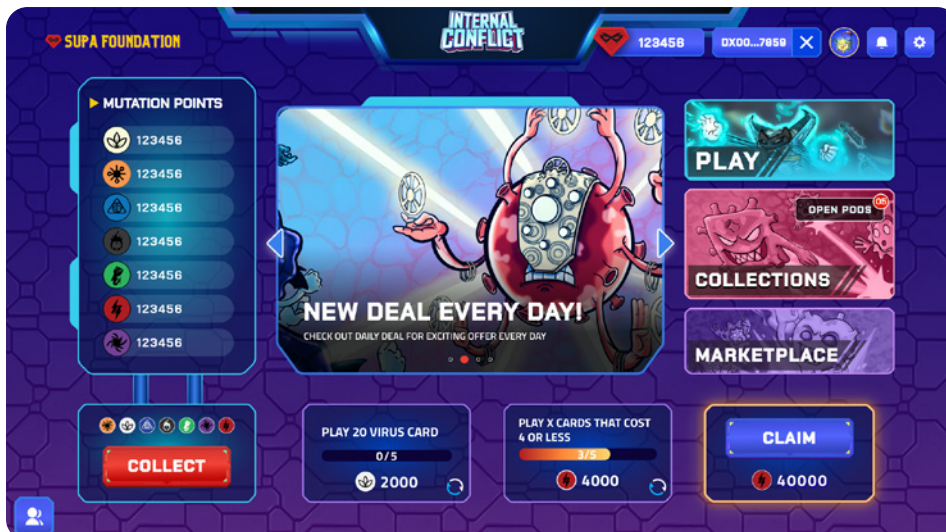 SUPA FOUNDATION
INTERNAL
CONFLICT
123456
0X00...7659
MUTATION POINTS
123456
123456
123456
123456
123456
123456
123456
NEW DEAL EVERY DAY!
CHECK OUT DAILY DEAL FOR EXCITING OFFER EVERY DAY
PLAY
OPEN PODS
05
COLLECTIONS
MARKETPLACE
COLLECT
PLAY 20 VIRUS CARD
0/5
2000
PLAY X CARDS THAT COST
4 OR LESS
3/5
4000
CLAIM
40000